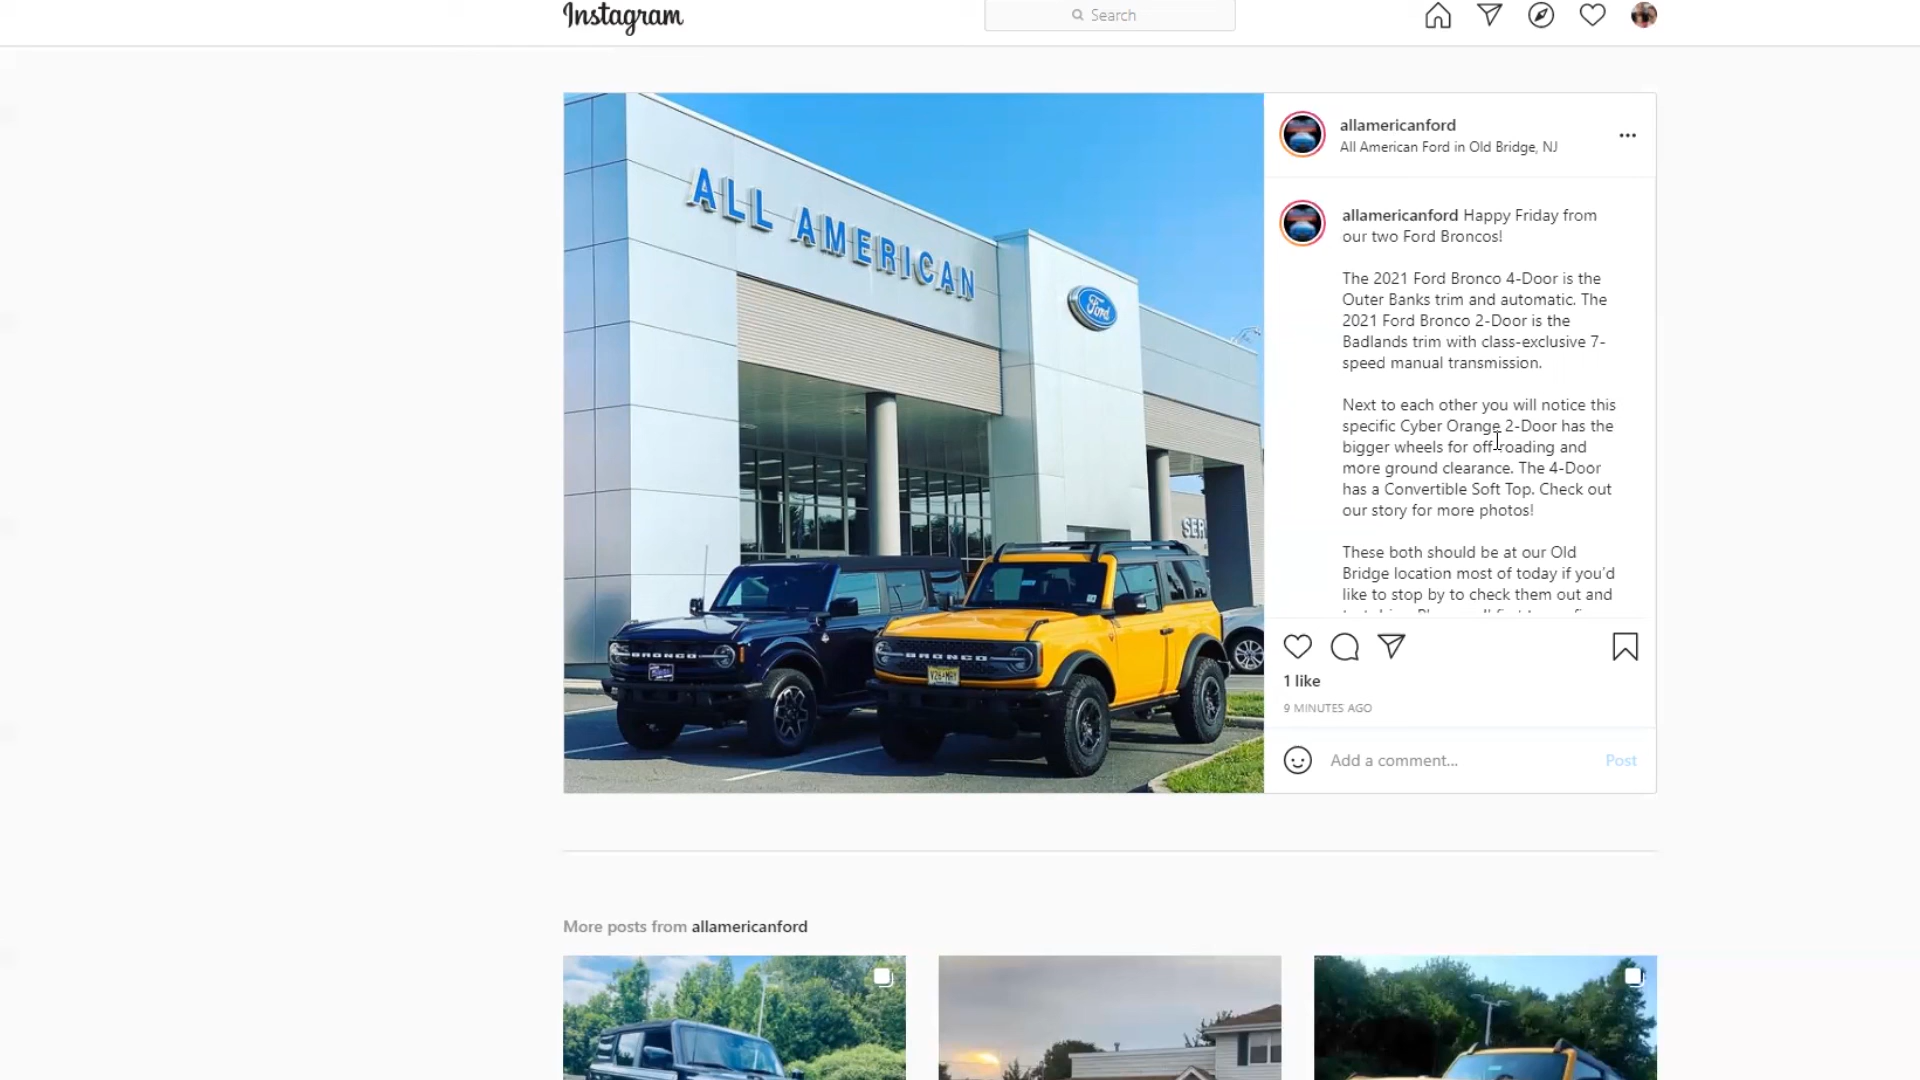 Instagram
Search
ALL AMERICAN
Ford
SER
BRONCO
BRONCO
allamericanford
All American Ford in Old Bridge, NJ
allamericanford Happy Friday from
our two Ford Broncos!
The 2021 Ford Bronco 4-Door is the
Outer Banks trim and automatic. The
2021 Ford Bronco 2-Door is the
Badlands trim with class-exclusive 7-
speed manual transmission.
Next to each other you will notice this
specific Cyber Orange 2-Door has the
bigger wheels for off-roading and
more ground clearance. The 4-Door
has a Convertible Soft Top. Check out
our story for more photos!
These both should be at our Old
Bridge location most of today if you'd
like to stop by to check them out and
1 like
9 MINUTES AGO
Add a comment...
Post
More posts from allamericanford